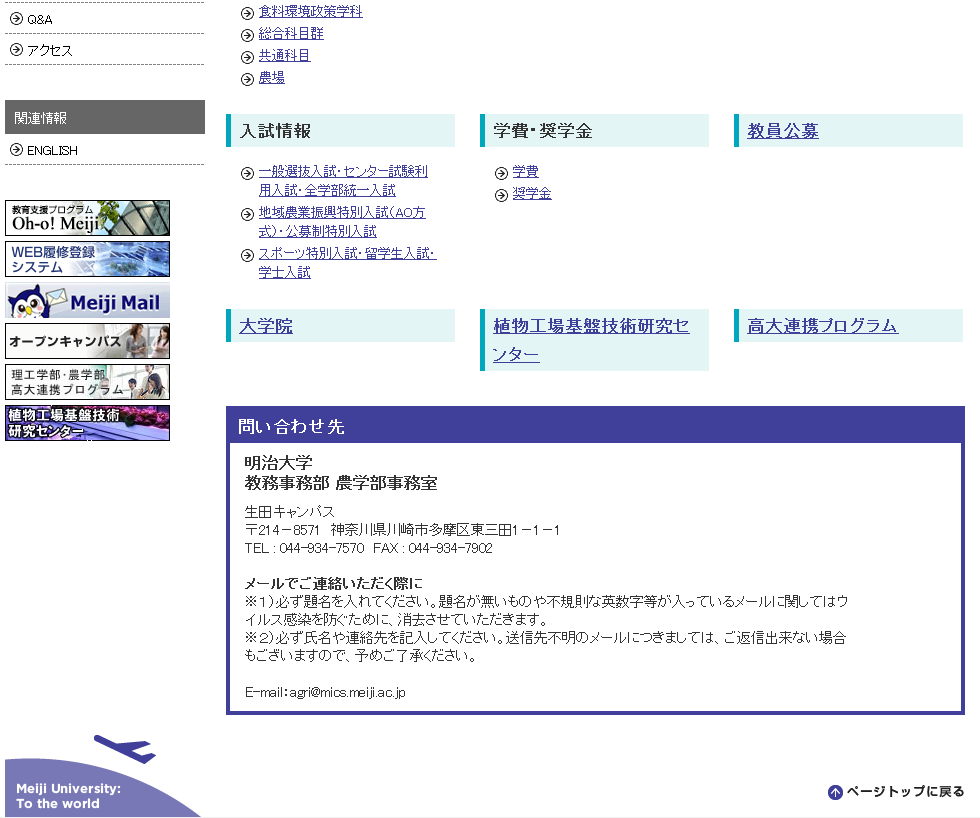 Q&A
アクセス
関連情報
ENGLISH
教育支援プログラム
Oh-o! Meiji
WEB履修登録
システム
Meiji Mail
オープンキャンパス
理工学部・農学部
高大連携プログラム
植物工場基盤技術
研究センター
食料環境政策学科
総合科目群
共通科目
農場
入試情報
一般選抜入試・センター試験利
用入試・全学部統一入試
地域農業振興特別入試(AO方
式)・公募制特別入試
スポーツ特別入試・留学生入試・
学士入試
学費・奨学金
学費
奨学金
教員公募
大学院
植物工場基盤技術研究セ
ンター
高大連携プログラム
問い合わせ先
明治大学
教務事務部 農学部事務室
生田キャンパス
〒214－8571 神奈川県川崎市多摩区東三田1－1－1
TEL : 044-934-7570 FAX : 044-934-7902
メールでご連絡いただく際に
※1)必ず題名を入れてください。題名が無いものや不規則な英数字等が入っているメールに関してはウ
イルス感染を防ぐために、消去させていただきます。
※2)必ず氏名や連絡先を記入してください。送信先不明のメールにつきましては、ご返信出来ない場合
もございますので、予めご了承ください。
E-mail：agri@mics.meiji.ac.jp
Meiji University:
To the world
ページトップに戻る